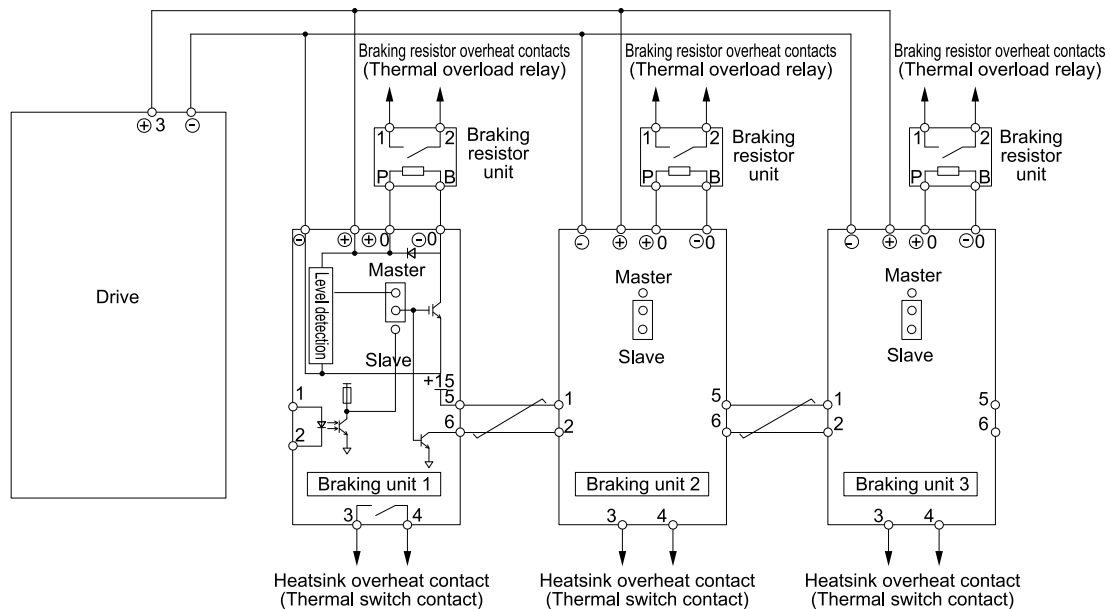 Braking resistor overheat contacts
(Thermal overload relay)
Braking resistor overheat contacts
(Thermal overload relay)
Braking resistor overheat contacts
(Thermal overload relay)
⊕ 3 ⊖
1 2
Braking
resistor
unit
P B
1 2
Braking
resistor
unit
P B
1 2
Braking
resistor
unit
P B
Drive
⊖ ⊕ ⊕0 ⊖0
Master
Level detection
Slave
+15
1
2
5
6
Braking unit 1
3 4
Heatsink overheat contact
(Thermal switch contact)
⊖ ⊕ ⊕0 ⊖0
Master
Slave
1
2
5
6
Braking unit 2
3 4
Heatsink overheat contact
(Thermal switch contact)
⊖ ⊕ ⊕0 ⊖0
Master
Slave
1
2
5
6
Braking unit 3
3 4
Heatsink overheat contact
(Thermal switch contact)